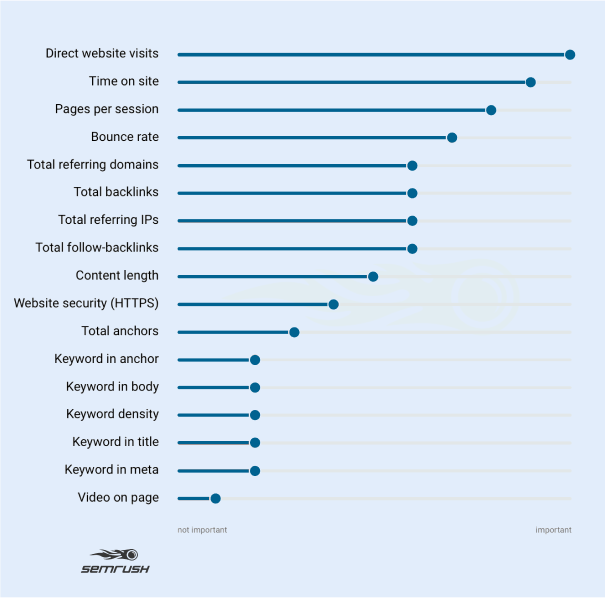 Direct website visits
Time on site
Pages per session
Bounce rate
Total referring domains
Total backlinks
Total referring IPs
Total follow-backlinks
Content length
Website security (HTTPS)
Total anchors
Keyword in anchor
Keyword in body
Keyword density
Keyword in title
Keyword in meta
Video on page
not important important
semrush